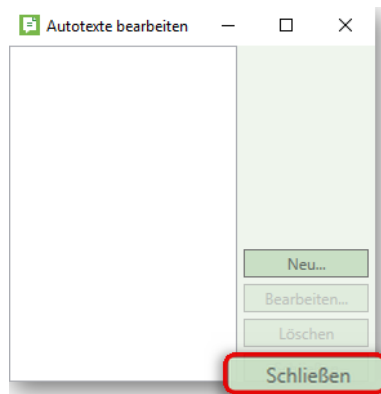 Autotexte bearbeiten
Neu...
Bearbeiten...
Löschen
Schließen